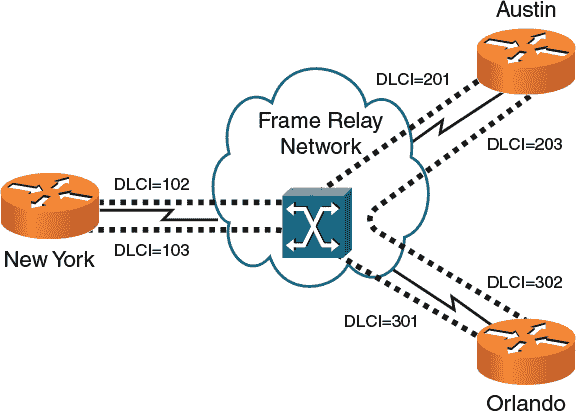 Austin
DLCI=201
Frame Relay
Network
DLCI=203
DLCI=102
DLCI=103
New York
DLCI=302
DLCI=301
Orlando